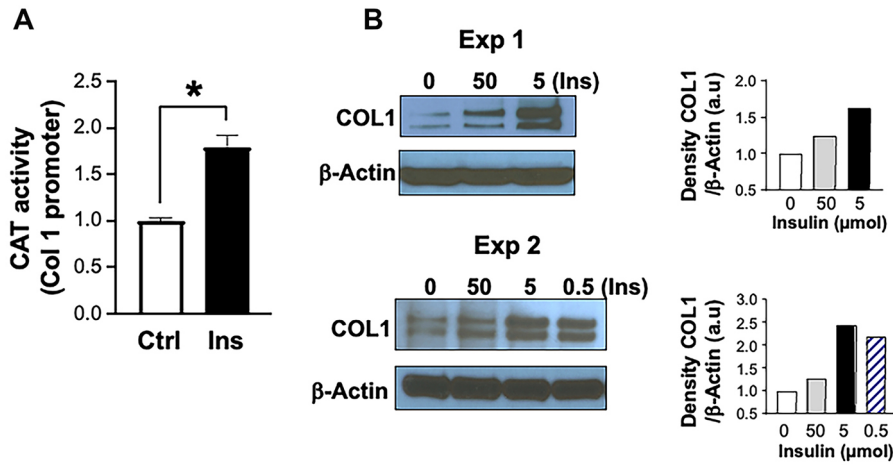 A
CAT activity
(Col 1 promoter)
2.5
2.0
1.5
1.0
0.5
0.0
*
Ctrl Ins
B
Exp 1
0 50 5 (Ins)
COL1
β-Actin
Density COL1
/β-Actin (a.u)
2.0
1.5
1.0
0.5
0 50 5
Insulin (μmol)
Exp 2
0 50 5 0.5 (Ins)
COL1
β-Actin
Density COL1
/β-Actin (a.u)
3.0
2.5
2.0
1.5
1.0
0.5
0 50 5 0.5
Insulin (μmol)